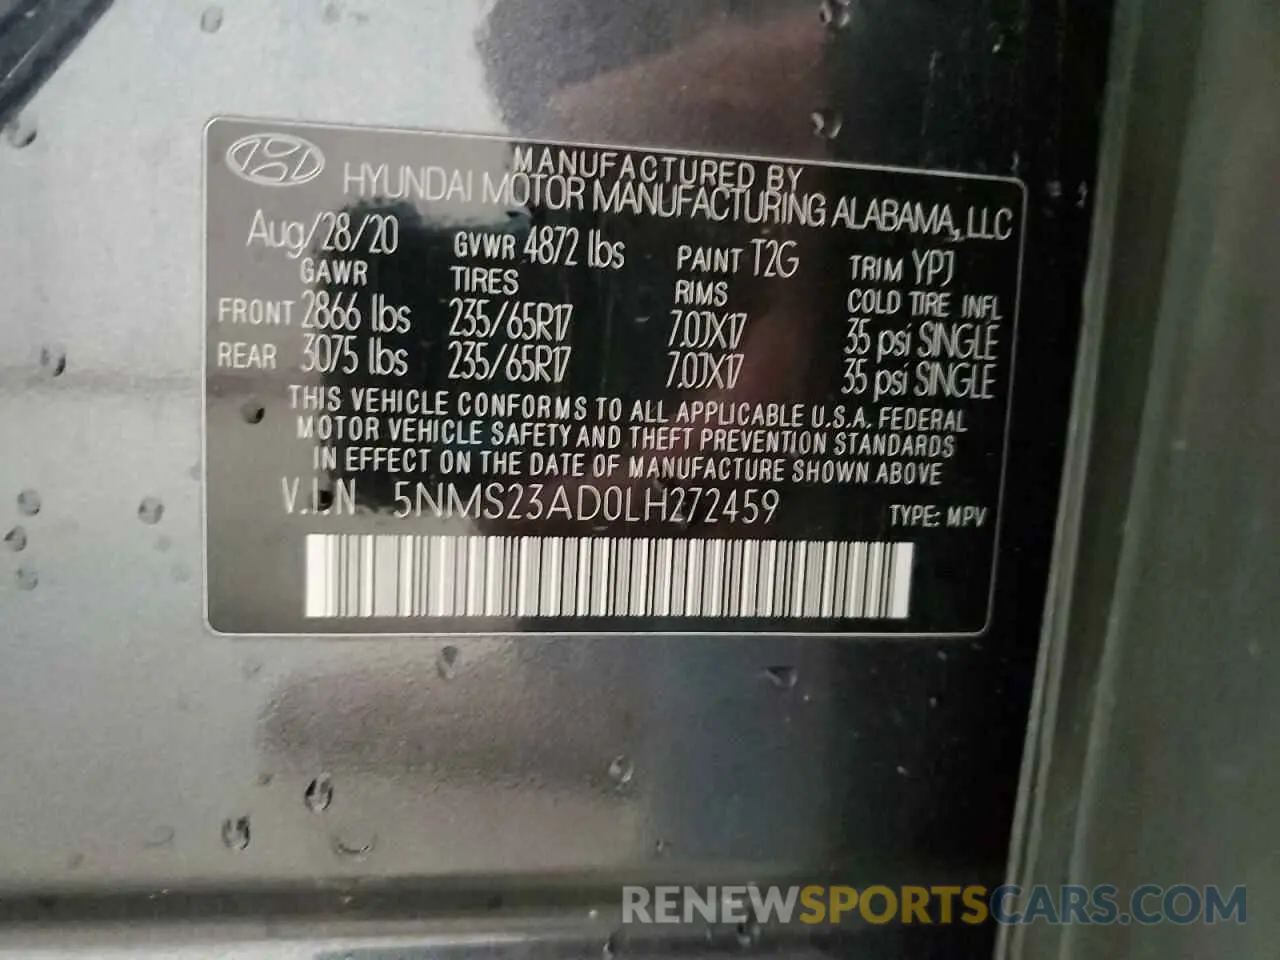 MANUFACTURED BY
HYUNDAI MOTOR MANUFACTURING ALABAMA, LLC
Aug/28/20 GVWR 4872 lbs PAINT T2G TRIM YPJ
GAWR TIRES RIMS COLD TIRE INFL
FRONT 2866 lbs 235/65R17 7.0JX17 35 psi SINGLE
REAR 3075 lbs 235/65R17 7.0JX17 35 psi SINGLE
THIS VEHICLE CONFORMS TO ALL APPLICABLE U.S.A. FEDERAL
MOTOR VEHICLE SAFETY AND THEFT PREVENTION STANDARDS
IN EFFECT ON THE DATE OF MANUFACTURE SHOWN ABOVE
V.I.N 5NMS23AD0LH272459 TYPE: MPV
RENEWSPORTSCARS.COM